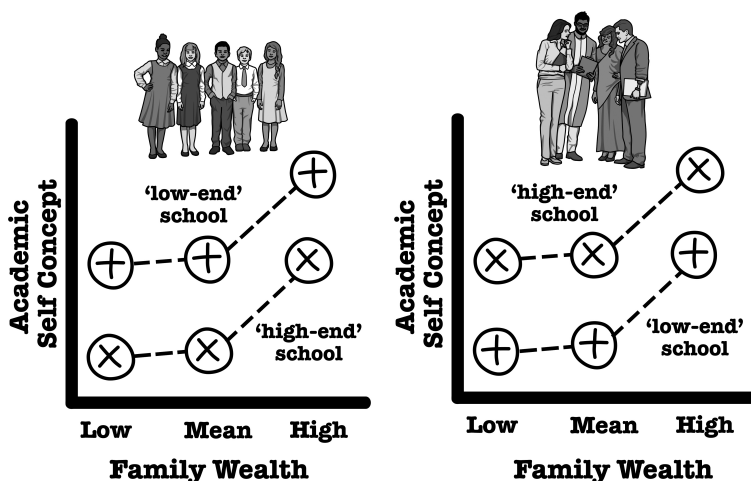 'low-end'
school
'high-end'
school
Academic
Self Concept
Low Mean High
Family Wealth
'high-end'
school
'low-end'
school
Academic
Self Concept
Low Mean High
Family Wealth